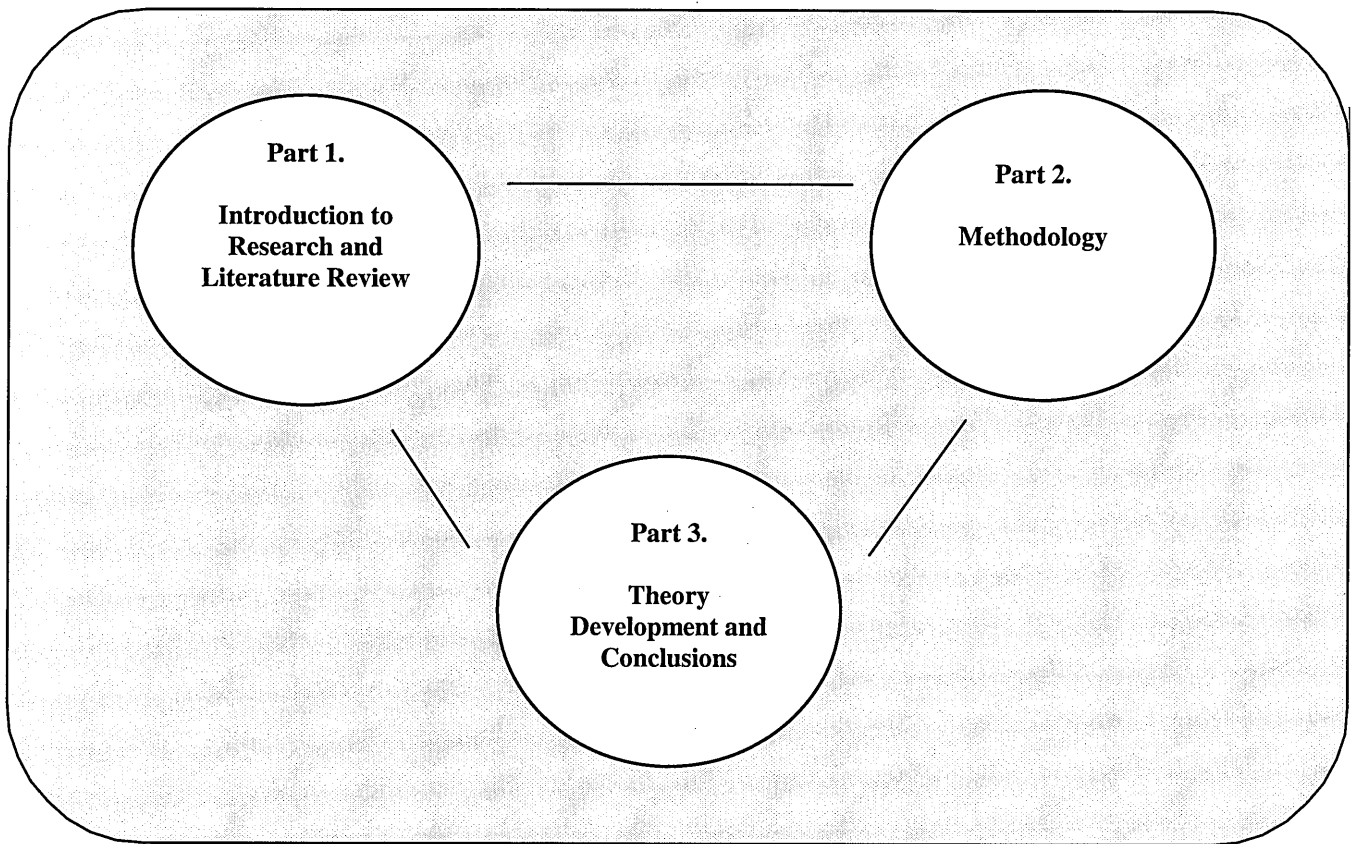 Part 1.
Introduction to
Research and
Literature Review
Part 2.
Methodology
Part 3.
Theory
Development and
Conclusions